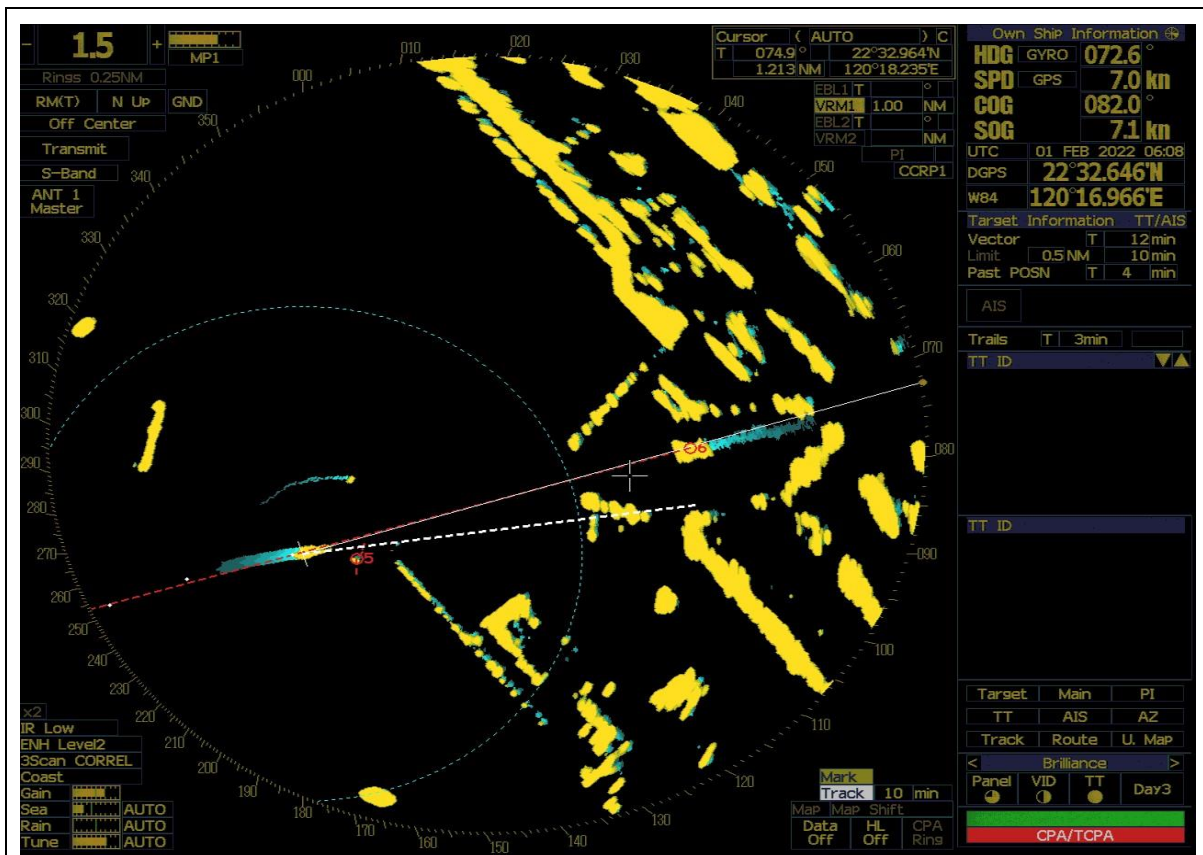 - 1.5 +
MP1
Rings 0.25NM
RM(T) N Up GND
Off Center
Transmit
S-Band
ANT 1
Master
Cursor ( AUTO ) C
T 074.9 ° 22°32.964'N
1.213 NM 120°18.235'E
EBL1 T °
VRM1 1.00 NM
EBL2 T °
VRM2 NM
PI
CCRP1
Own Ship Information
HDG GYRO 072.6 °
SPD GPS 7.0 kn
COG 082.0 °
SOG 7.1 kn
UTC 01 FEB 2022 06:08
DGPS 22°32.646'N
W84 120°16.966'E
Target Information TT/AIS
Vector T 12 min
Limit 0.5 NM 10 min
Past POSN T 4 min
AIS
Trails T 3min
TT ID
TT ID
Target Main PI
TT AIS AZ
Track Route U. Map
< Brilliance >
Panel VID TT Day3
CPA/TCPA
000
010
020
030
040
050
060
070
080
090
100
110
120
130
140
150
160
170
180
190
200
210
220
230
240
250
260
270
280
290
300
310
320
330
340
350
6
5
x2
IR Low
ENH Level2
3Scan CORREL
Coast
Gain
Sea AUTO
Rain AUTO
Tune AUTO
Mark
Track 10 min
Map Map Shift
Data Off HL Off CPA Ring